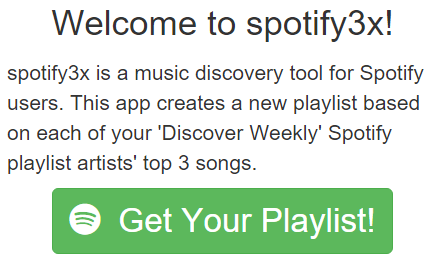 Welcome to spotify3x!
spotify3x is a music discovery tool for Spotify
users. This app creates a new playlist based
on each of your 'Discover Weekly' Spotify
playlist artists' top 3 songs.
Get Your Playlist!